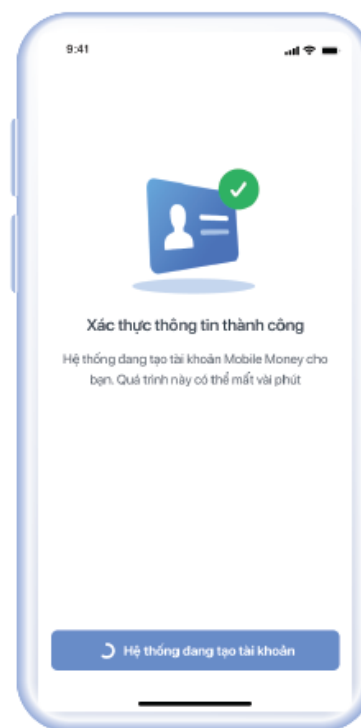 9:41
Xác thực thông tin thành công
Hệ thống đang tạo tài khoản Mobile Money cho
bạn. Quá trình này có thể mất vài phút
Hệ thống đang tạo tài khoản